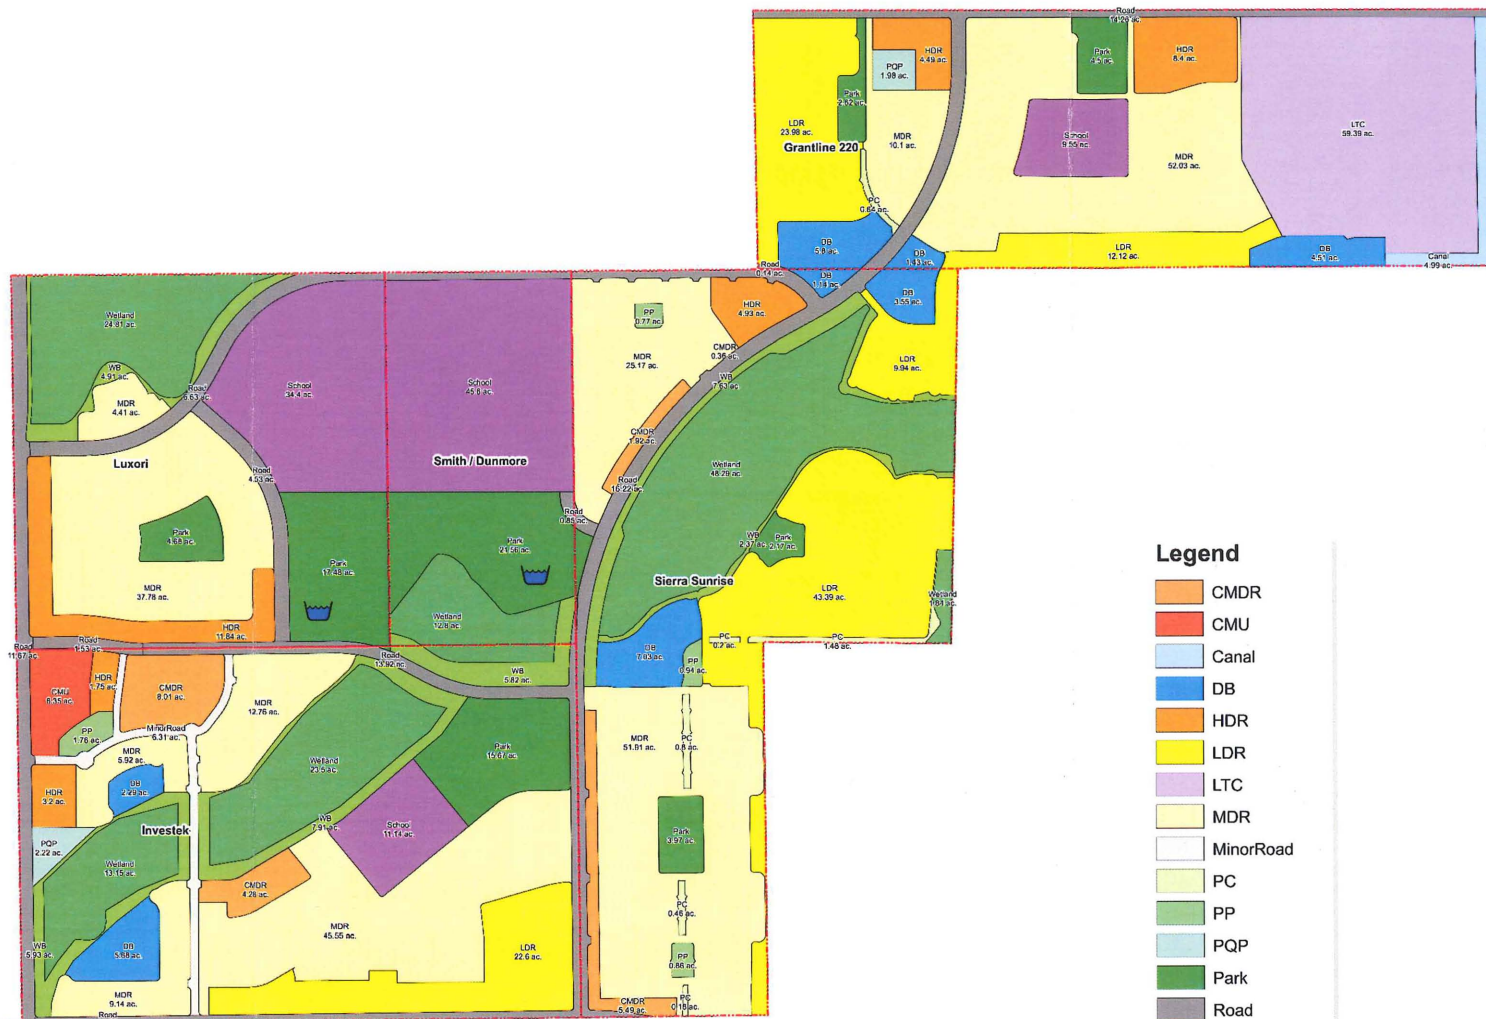 Road
14.26 ac.
Park
4.5 ac.
HDR
8.4 ac.
HDR
4.49 ac.
PQP
1.98 ac.
Park
2.62 ac.
LDR
23.98 ac.
Grantline 220
MDR
10.1 ac.
School
9.55 ac.
MDR
52.03 ac.
LTC
59.39 ac.
PC
0.64 ac.
DB
5.8 ac.
DB
1.43 ac.
LDR
12.12 ac.
DB
4.51 ac.
Canal
4.99 ac.
Road
0.14 ac.
DB
1.14 ac.
DB
3.55 ac.
Wetland
24.81 ac.
WB
4.91 ac.
MDR
4.41 ac.
Road
6.63 ac.
School
34.4 ac.
School
45.6 ac.
PP
0.77 ac.
HDR
4.93 ac.
MDR
25.17 ac.
CMDR
0.36 ac.
WB
7.63 ac.
LDR
9.94 ac.
CMDR
1.92 ac.
Luxori
Smith / Dunmore
Road
4.53 ac.
Wetland
48.29 ac.
Road
16.22 ac.
Road
0.85 ac.
Park
4.68 ac.
Park
21.56 ac.
Park
17.48 ac.
WB
2.37 ac.
Park
2.17 ac.
MDR
37.78 ac.
Sierra Sunrise
LDR
43.39 ac.
Wetland
1.84 ac.
Wetland
12.8 ac.
HDR
11.84 ac.
Road
11.67 ac.
Road
1.53 ac.
Road
13.92 ac.
WB
5.82 ac.
DB
7.03 ac.
PP
0.94 ac.
PC
0.2 ac.
PC
1.48 ac.
CMU
6.35 ac.
HDR
1.75 ac.
CMDR
8.01 ac.
MDR
12.76 ac.
PP
1.76 ac.
MinorRoad
6.31 ac.
MDR
5.92 ac.
Wetland
23.5 ac.
Park
15.67 ac.
MDR
51.91 ac.
PC
0.8 ac.
HDR
3.2 ac.
DB
2.29 ac.
Investek
WB
7.91 ac.
School
11.14 ac.
Park
3.97 ac.
PQP
2.22 ac.
Wetland
13.15 ac.
CMDR
4.28 ac.
PC
0.46 ac.
MDR
45.55 ac.
WB
5.93 ac.
DB
5.68 ac.
LDR
22.6 ac.
PP
0.86 ac.
MDR
9.14 ac.
CMDR
5.49 ac.
PC
0.16 ac.
Road
Legend
CMDR
CMU
Canal
DB
HDR
LDR
LTC
MDR
MinorRoad
PC
PP
PQP
Park
Road